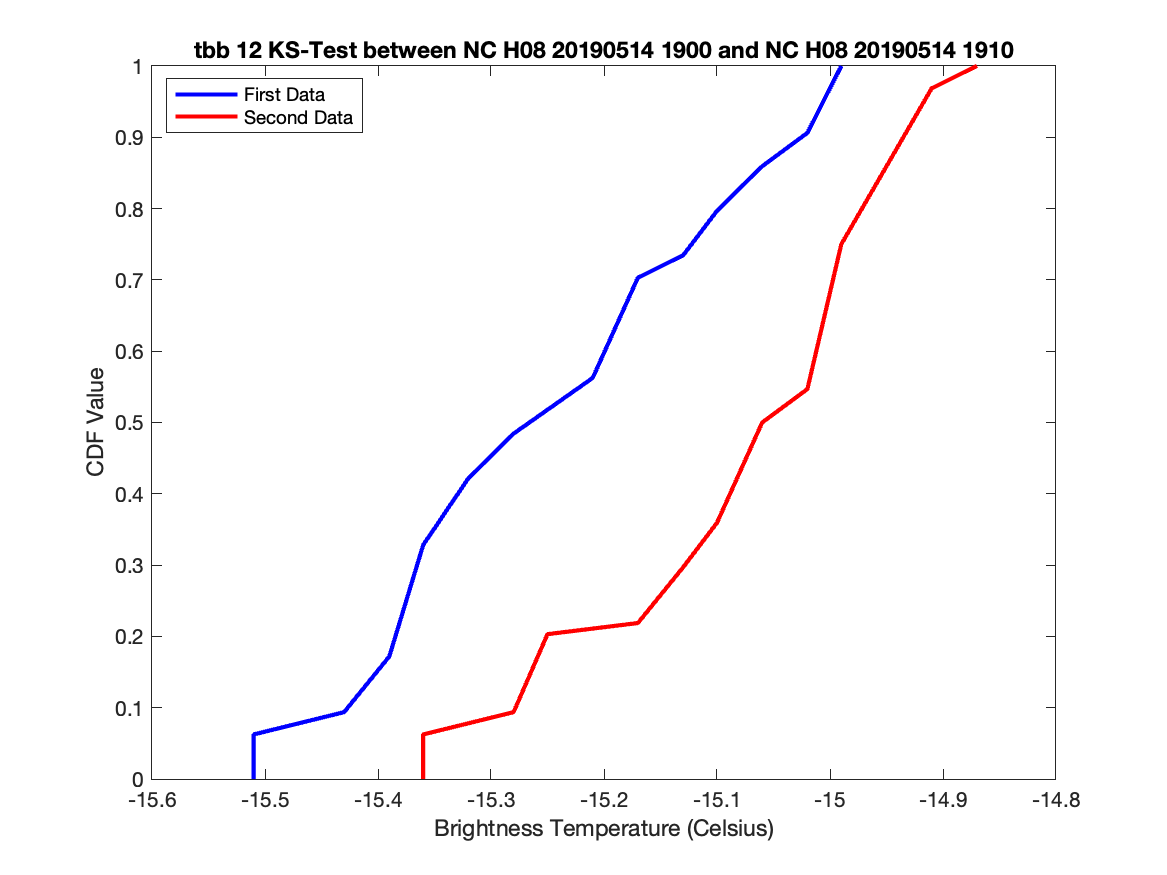 tbb 12 KS-Test between NC H08 20190514 1900 and NC H08 20190514 1910
First Data
Second Data
1
0.9
0.8
0.7
0.6
0.5
0.4
0.3
0.2
0.1
0
CDF Value
-15.6 -15.5 -15.4 -15.3 -15.2 -15.1 -15 -14.9 -14.8
Brightness Temperature (Celsius)